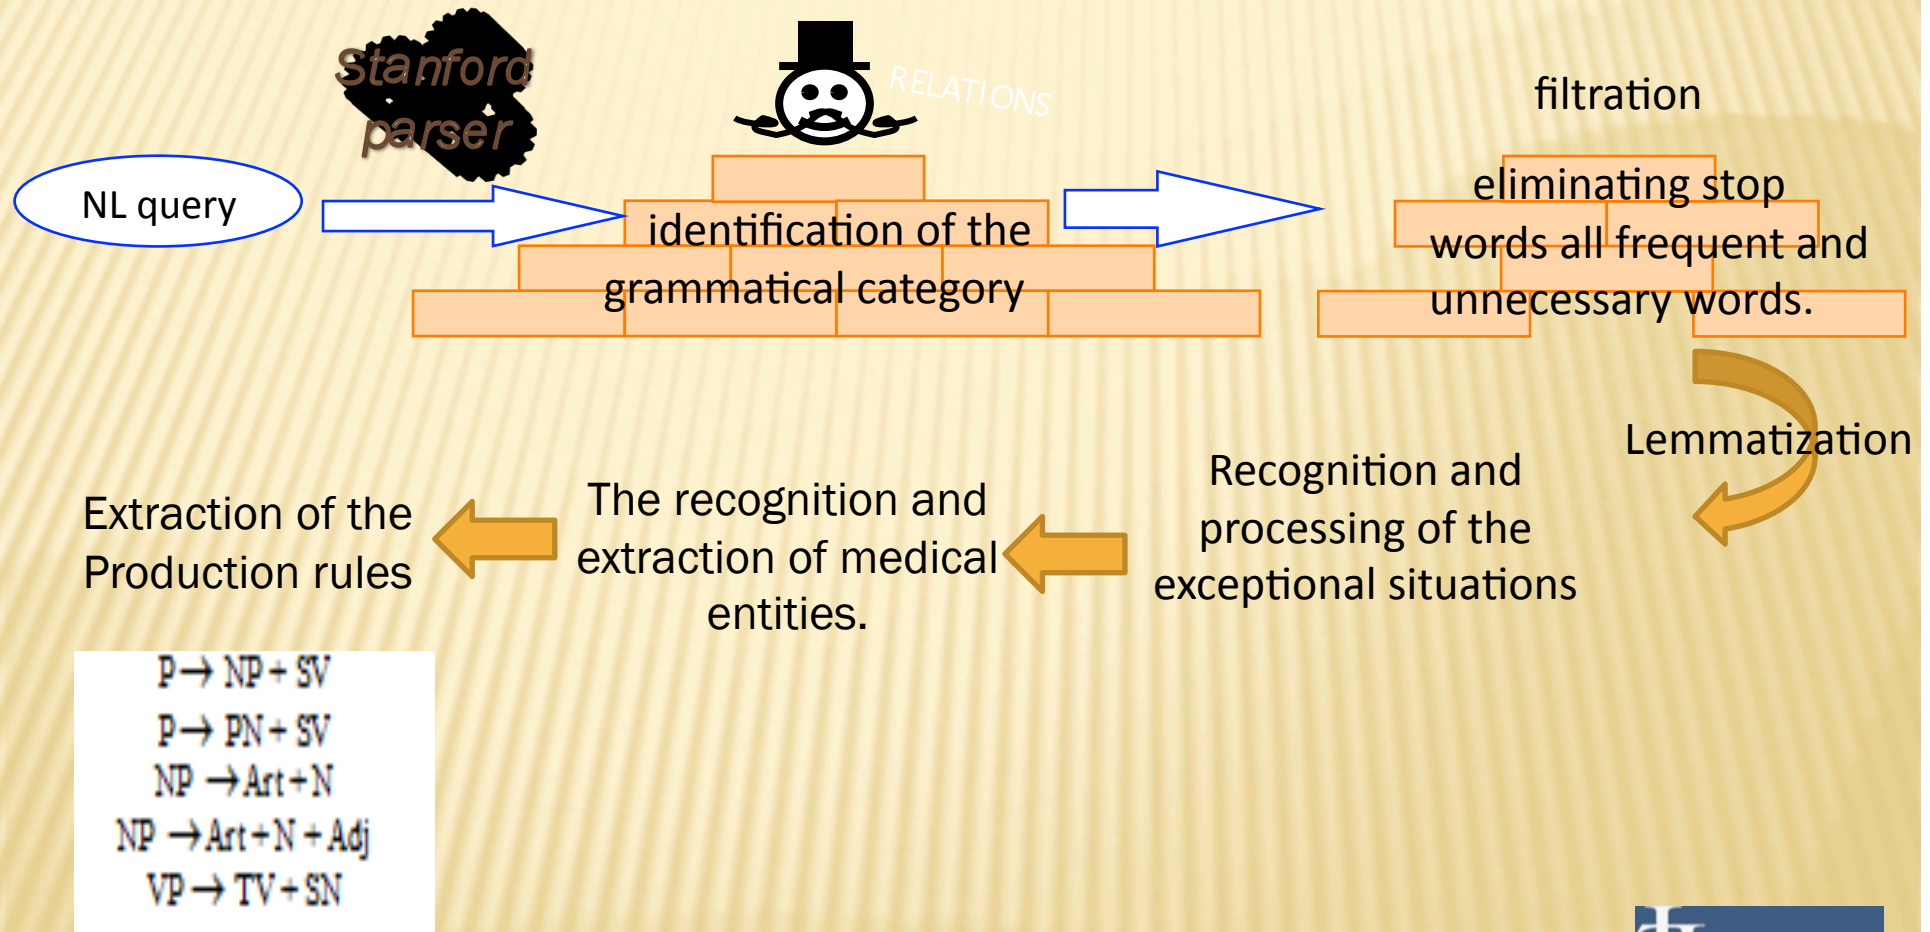 Stanford
parser
RELATIONS
filtration
NL query
identification of the
grammatical category
eliminating stop
words all frequent and
unnecessary words.
Lemmatization
Recognition and
processing of the
exceptional situations
The recognition and
extraction of medical
entities.
Extraction of the
Production rules
P → NP + SV
P → PN + SV
NP → Art + N
NP → Art + N + Adj
VP → TV + SN